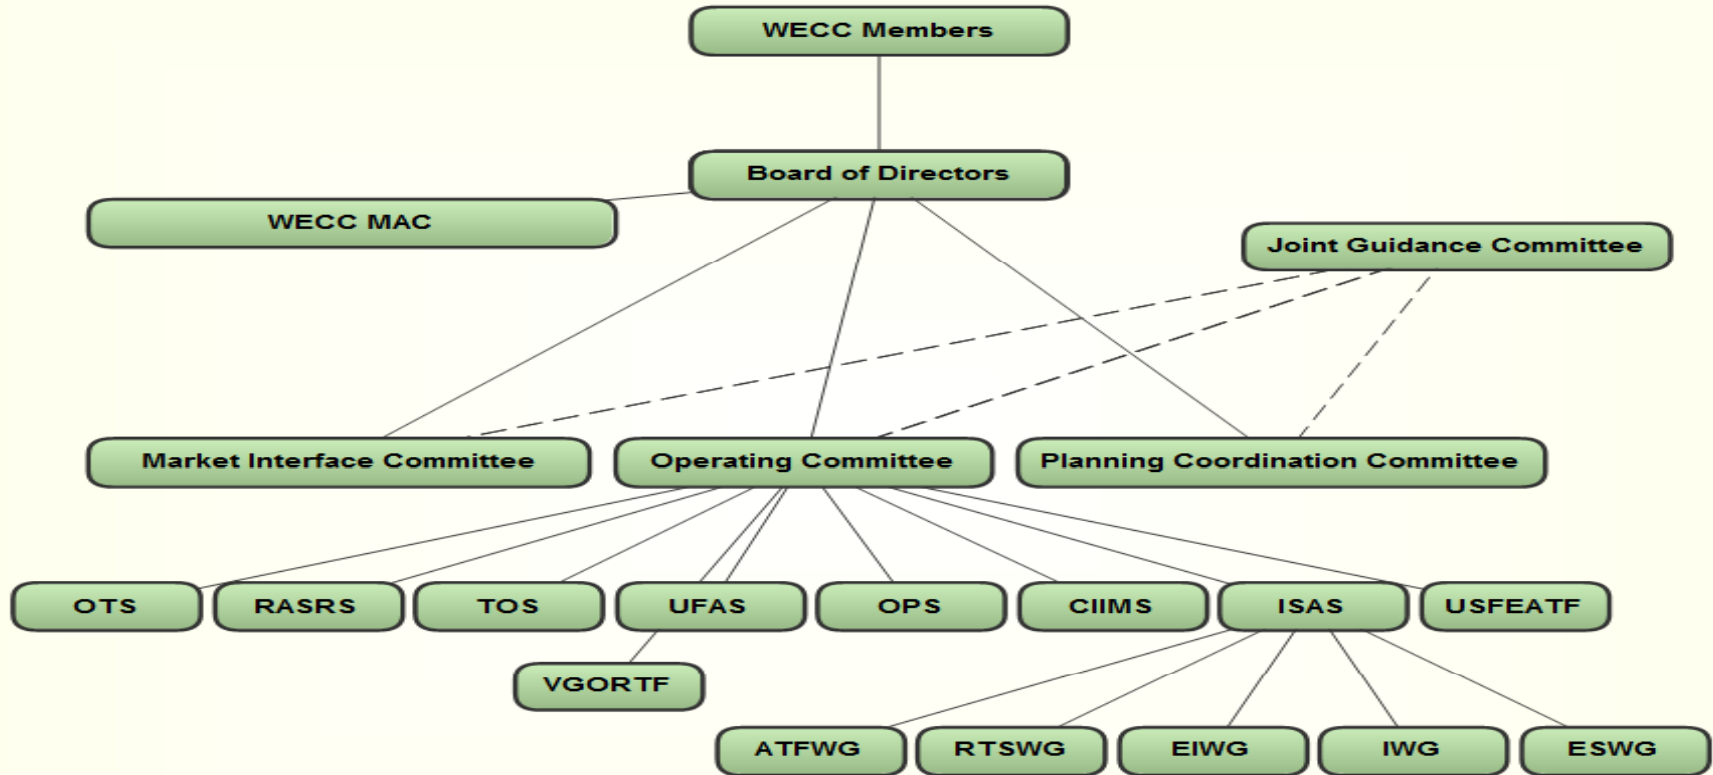 WECC Members
Board of Directors
WECC MAC
Joint Guidance Committee
Market Interface Committee
Operating Committee
Planning Coordination Committee
OTS
RASRS
TOS
UFAS
OPS
CIIMS
ISAS
USFEATF
VGORTF
ATFWG
RTSWG
EIWG
IWG
ESWG